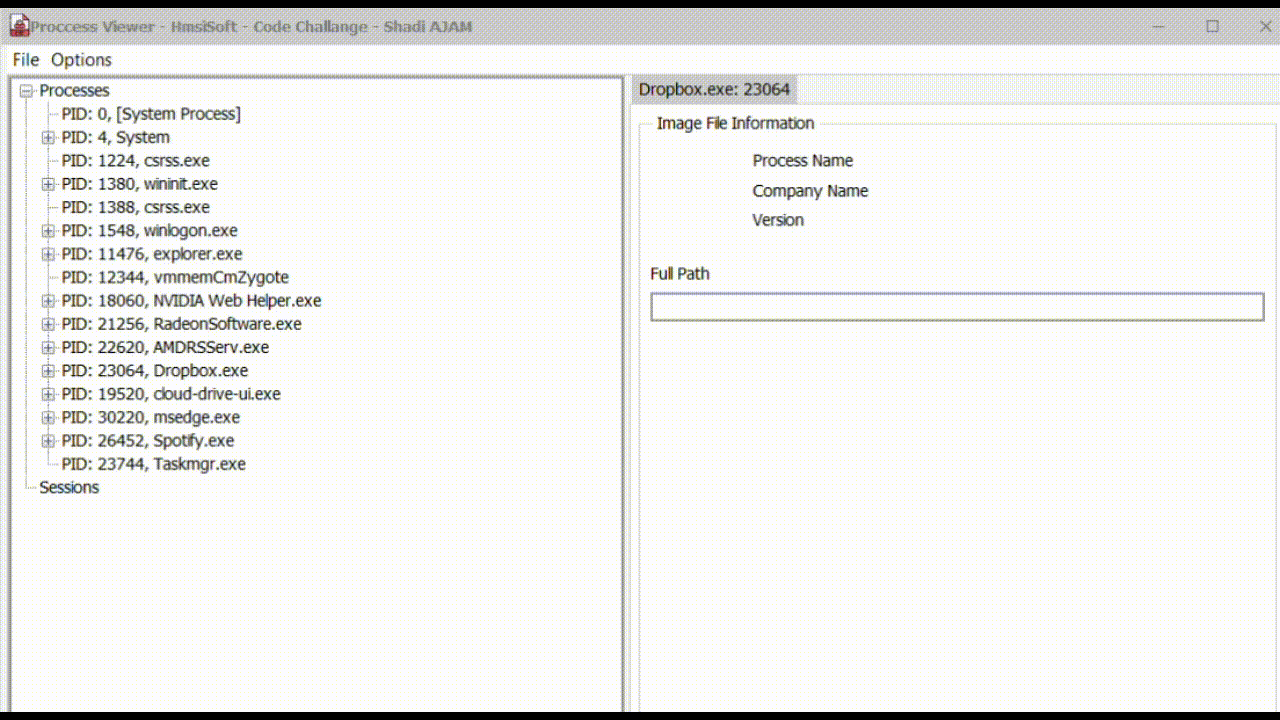 Proccess Viewer - HmsiSoft - Code Challange - Shadi AJAM
File Options
Processes
PID: 0, [System Process]
PID: 4, System
PID: 1224, csrss.exe
PID: 1380, wininit.exe
PID: 1388, csrss.exe
PID: 1548, winlogon.exe
PID: 11476, explorer.exe
PID: 12344, vmmemCmZygote
PID: 18060, NVIDIA Web Helper.exe
PID: 21256, RadeonSoftware.exe
PID: 22620, AMDRSServ.exe
PID: 23064, Dropbox.exe
PID: 19520, cloud-drive-ui.exe
PID: 30220, msedge.exe
PID: 26452, Spotify.exe
PID: 23744, Taskmgr.exe
Sessions
Dropbox.exe: 23064
Image File Information
Process Name
Company Name
Version
Full Path